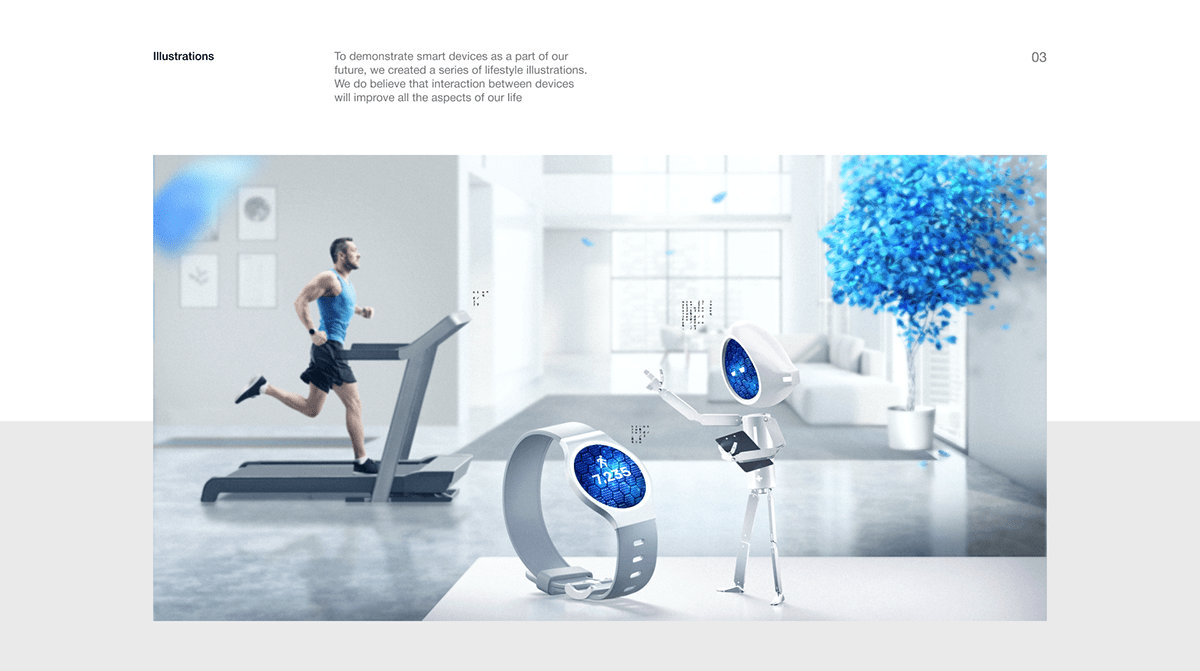 Illustrations
To demonstrate smart devices as a part of our
future, we created a series of lifestyle illustrations.
We do believe that interaction between devices
will improve all the aspects of our life
03
7,235